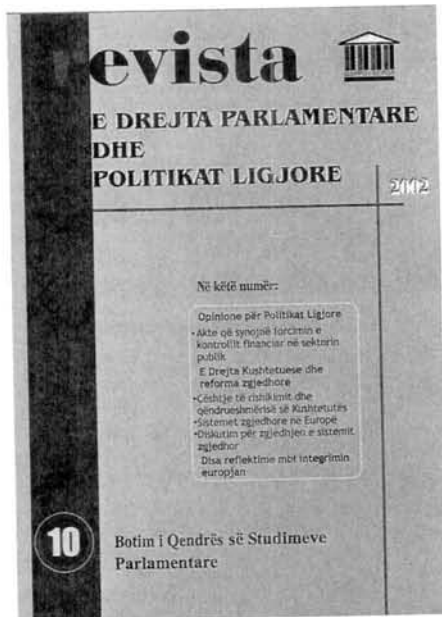 revista
E DREJTA PARLAMENTARE
DHE
POLITIKAT LIGJORE
2002
Në këtë numër:
Opinione për Politikat Ligjore
•Akte që synojnë forcimin e
kontrollit financiar në sektorin
publik
E Drejta Kushtetuese dhe
reforma zgjedhore
•Cështje të rishikimit dhe
qëndrueshmërisë së Kushtetutës
•Sistemet zgjedhore në Europë
•Diskutim për zgjedhjen e sistemit
zgjedhor
Disa reflektime mbi integrimin
europjan
10
Botim i Qendrës së Studimeve
Parlamentare